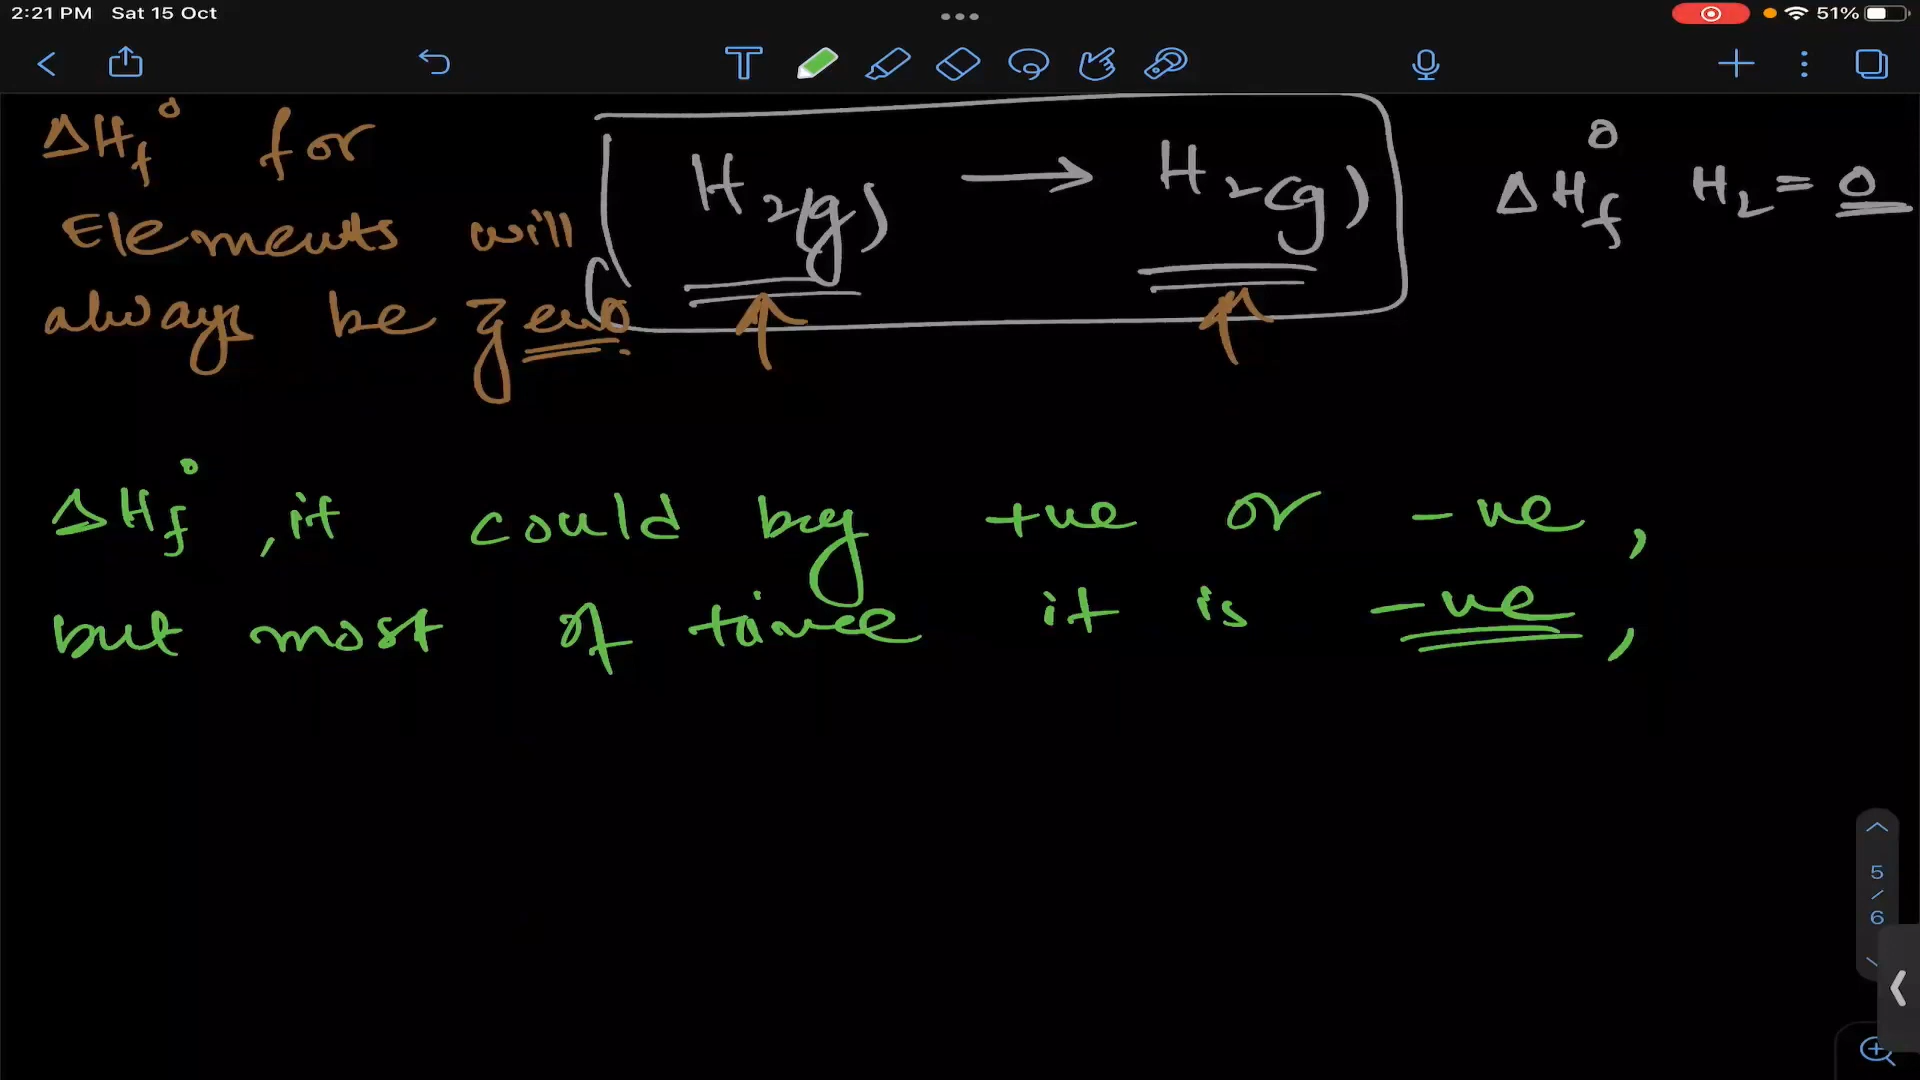 2:21 PM Sat 15 Oct
51%
ΔHf° for
Elements will
always be zero.
H2(g) → H2(g)
ΔHf° H2 = 0
ΔHf°, it could bey +ve or -ve,
but most of time it is -ve,
5
/
6